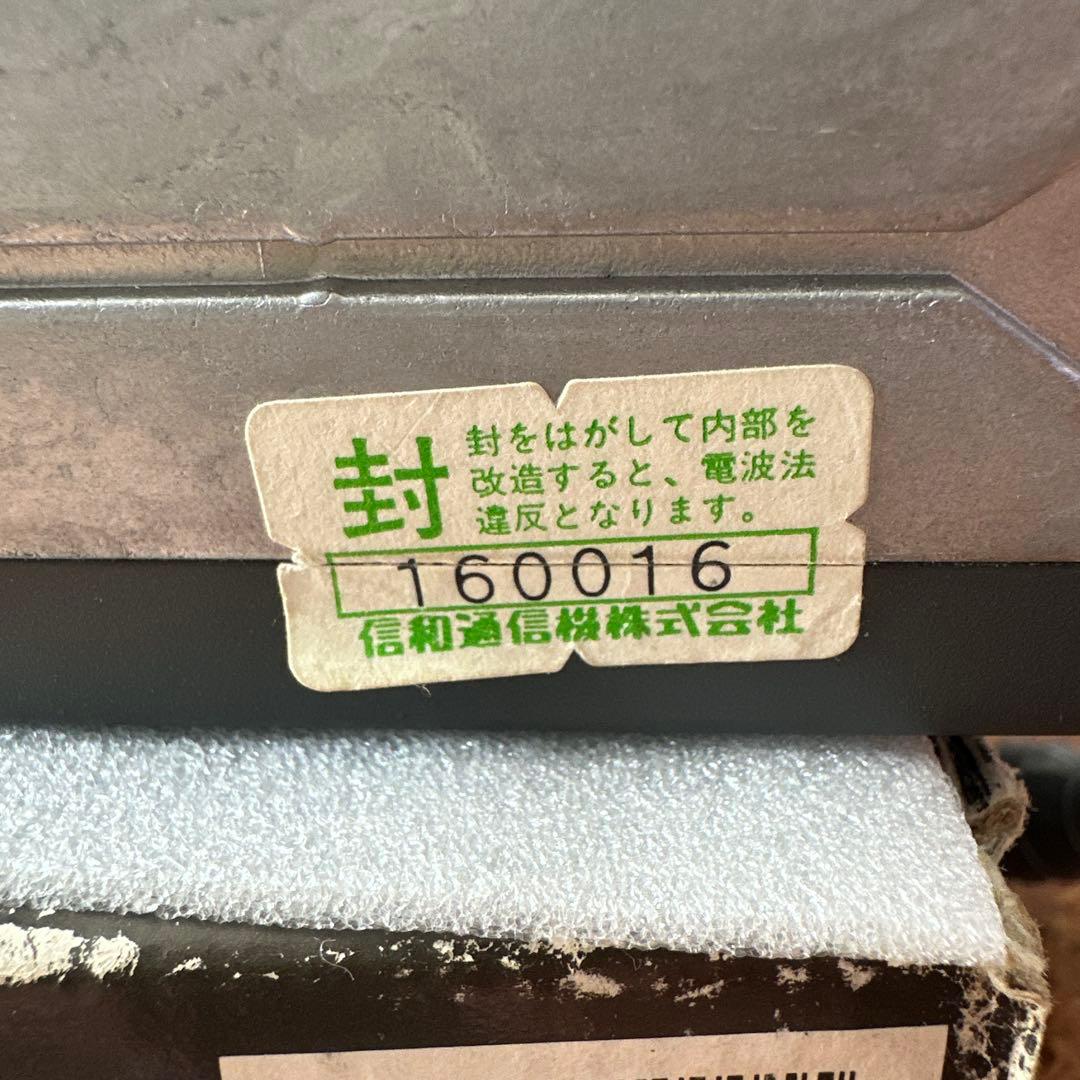 封
封をはがして内部を
改造すると、電波法
違反となります。
160016
信和通信機株式会社